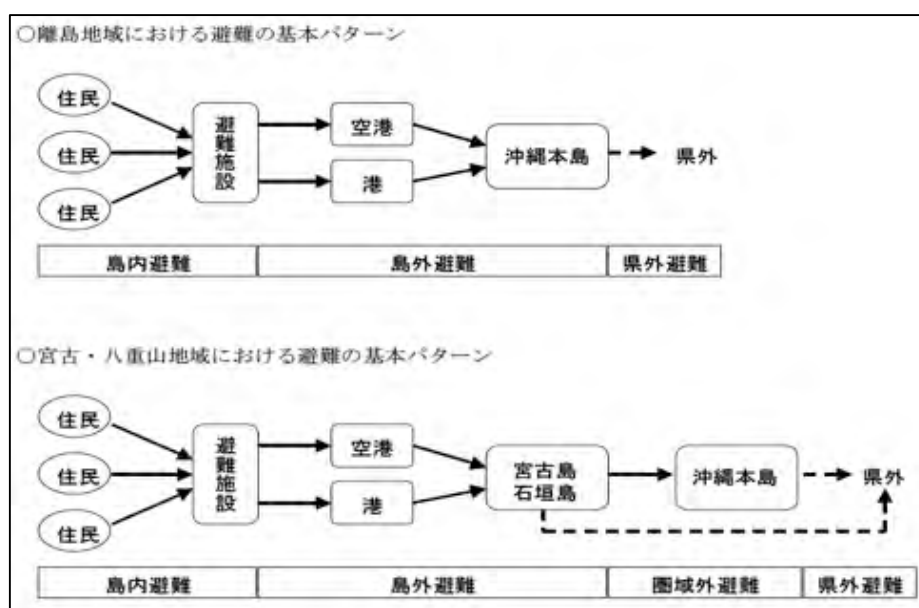 ○離島地域における避難の基本パターン
住民
住民
住民
避難施設
空港
港
沖縄本島
県外
島内避難
島外避難
県外避難
○宮古・八重山地域における避難の基本パターン
住民
住民
住民
避難施設
空港
港
宮古島
石垣島
沖縄本島
県外
島内避難
島外避難
圏域外避難
県外避難